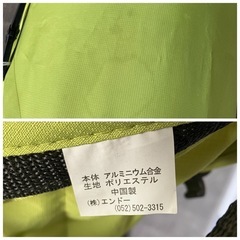 本体 アルミニウム合金
生地 ポリエステル
中国製
(株)エンドー
(052)502-3315